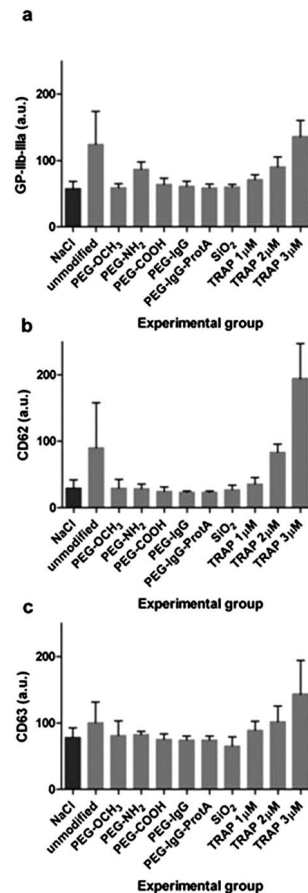 a
GP-IIb-IIIa (a.u.)
200
100
0
NaCl
unmodified
PEG-OCH₃
PEG-NH₂
PEG-COOH
PEG-IgG
PEG-IgG-ProtA
SiO₂
TRAP 1µM
TRAP 2µM
TRAP 3µM
Experimental group
b
CD62 (a.u.)
200
100
0
NaCl
unmodified
PEG-OCH₃
PEG-NH₂
PEG-COOH
PEG-IgG
PEG-IgG-ProtA
SiO₂
TRAP 1µM
TRAP 2µM
TRAP 3µM
Experimental group
c
CD63 (a.u.)
200
100
0
NaCl
unmodified
PEG-OCH₃
PEG-NH₂
PEG-COOH
PEG-IgG
PEG-IgG-ProtA
SiO₂
TRAP 1µM
TRAP 2µM
TRAP 3µM
Experimental group